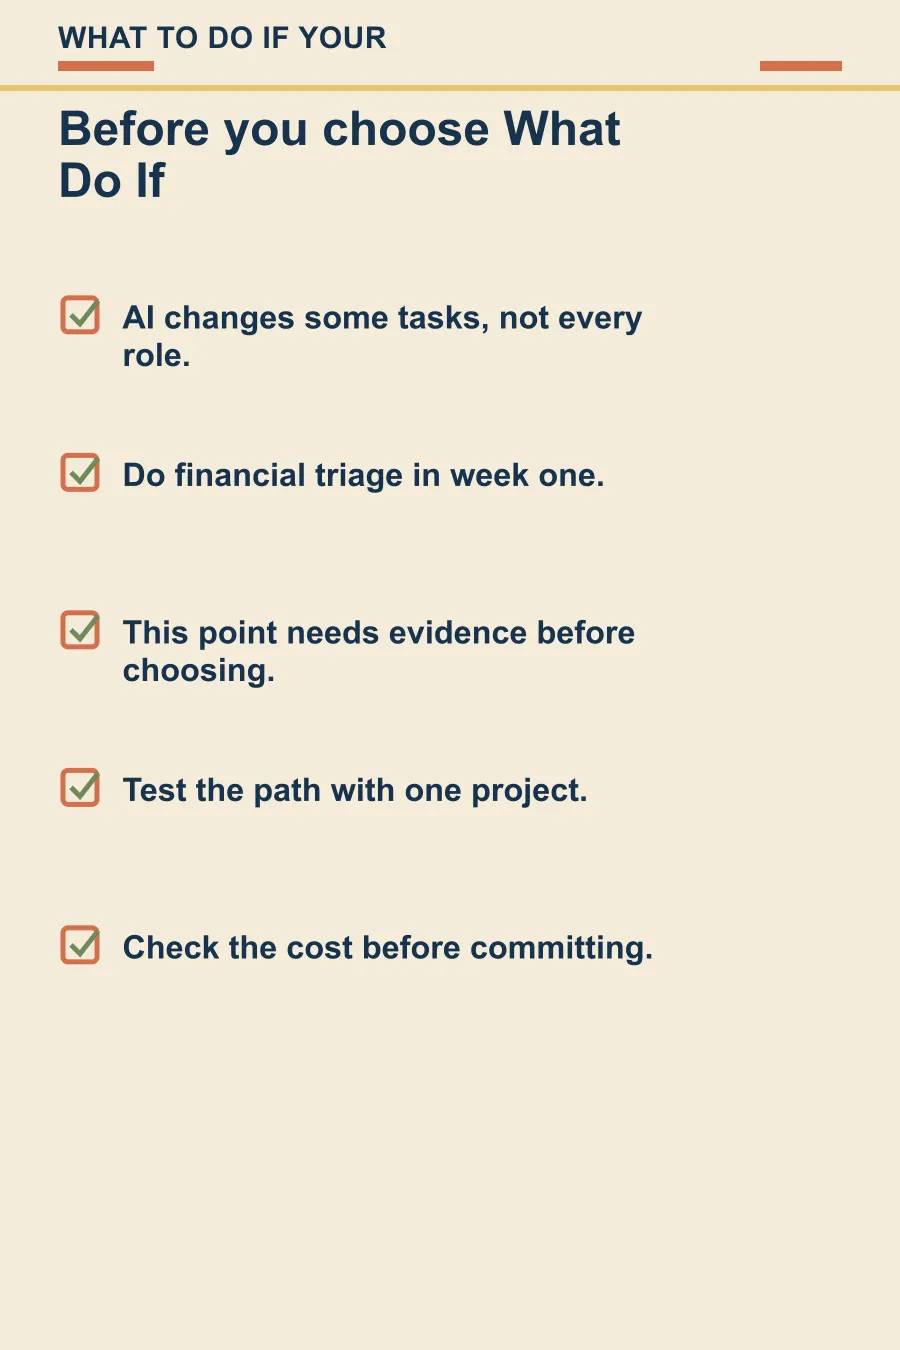 WHAT TO DO IF YOUR
Before you choose What
Do If
AI changes some tasks, not every
role.
Do financial triage in week one.
This point needs evidence before
choosing.
Test the path with one project.
Check the cost before committing.